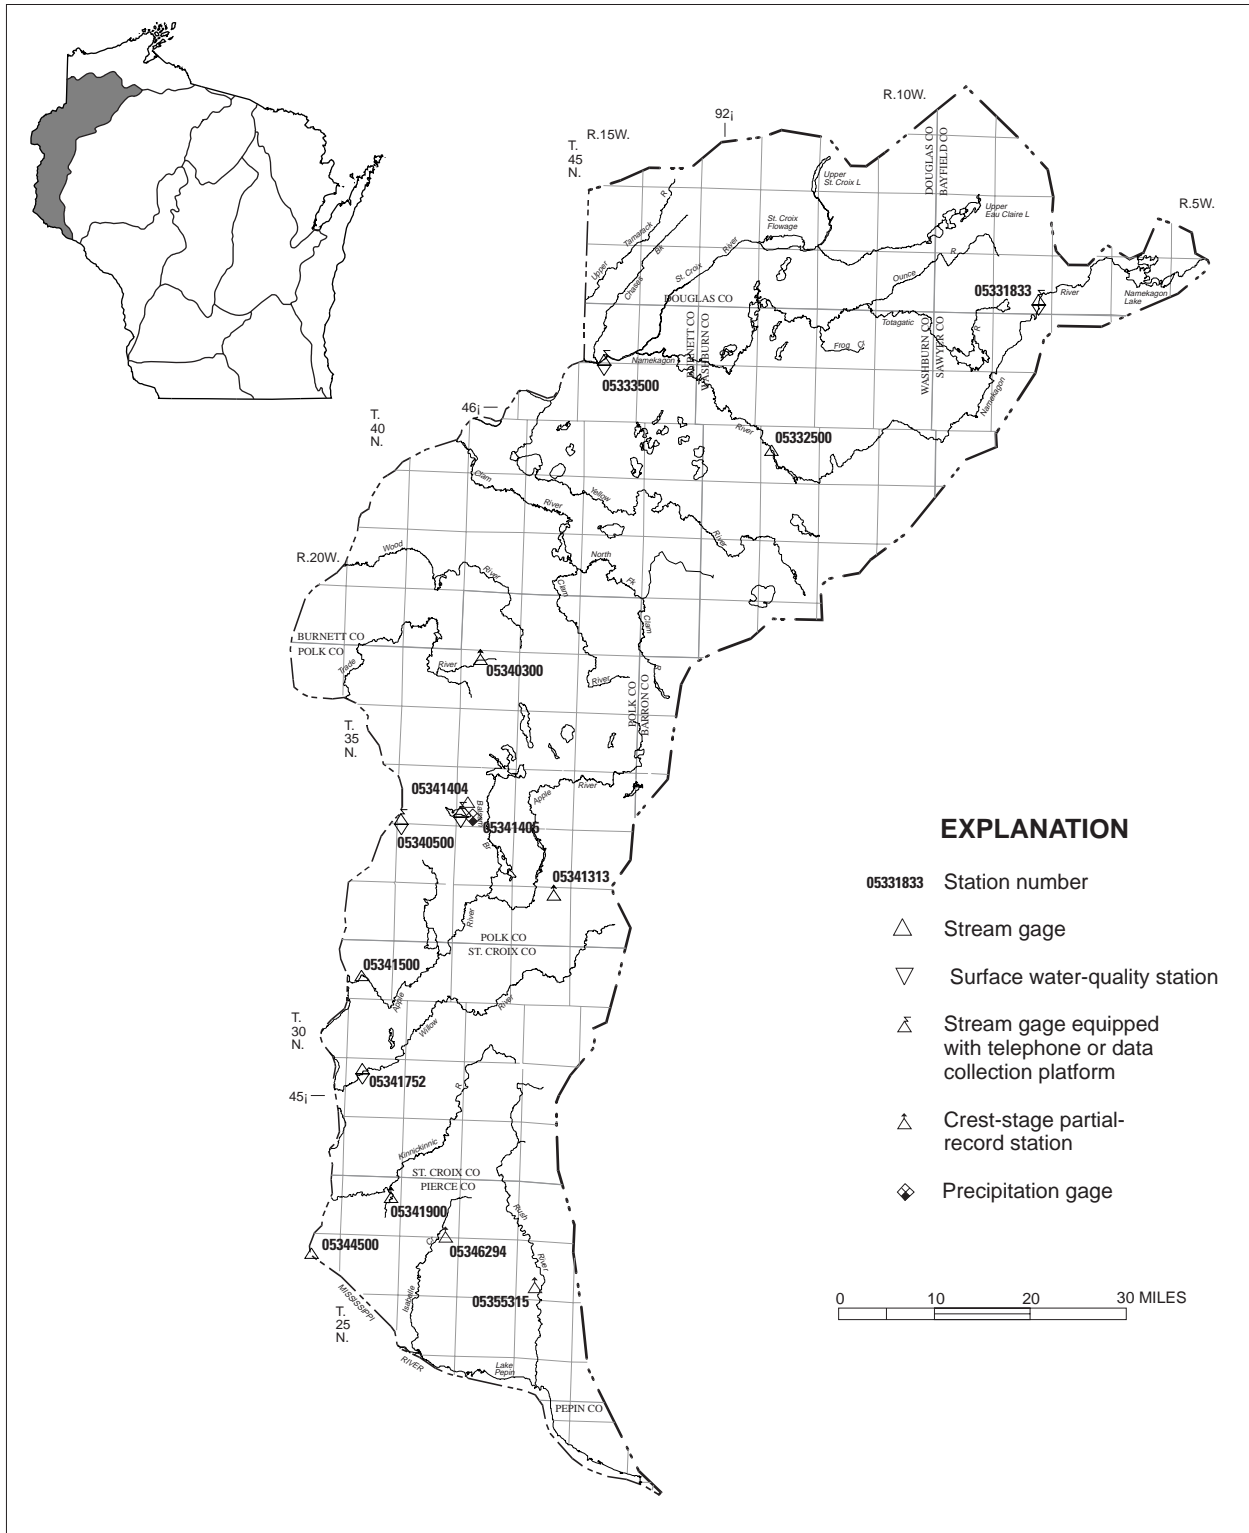 R.10W.
92¡
R.15W.
T.
45
N.
DOUGLAS CO
BAYFIELD CO
Upper
St. Croix L
R.5W.
Upper
Eau Claire L
St. Croix
Flowage
R
Tamarack
Upper
Bk
Chases
St. Croix
River
Ounce
R
05331833
River
Namekagon
Lake
DOUGLAS CO
BURNETT CO
WASHBURN CO
Totagatic
R
WASHBURN CO
SAWYER CO
Frog
Namekagon
05333500
Namekagon
46¡
T.
40
N.
River
05332500
Clam
River
Yellow
River
R.20W.
Wood
River
North
Fk
Clam
R
Clam
River
BURNETT CO
POLK CO
Trade
River
05340300
POLK CO
BARRON CO
T.
35
N.
05341404
Apple
River
05341405
Br
05340500
05341313
River
POLK CO
ST. CROIX CO
05341500
Apple
River
Willow
T.
30
N.
05341752
45¡
R
Kinnickinnic
ST. CROIX CO
PIERCE CO
Rush
River
05341900
05344500
05346294
Isabelle
05355315
MISSISSIPPI
RIVER
T.
25
N.
Lake
Pepin
PEPIN CO
EXPLANATION
05331833 Station number
Stream gage
Surface water-quality station
Stream gage equipped
with telephone or data
collection platform
Crest-stage partial-
record station
Precipitation gage
0 10 20 30 MILES